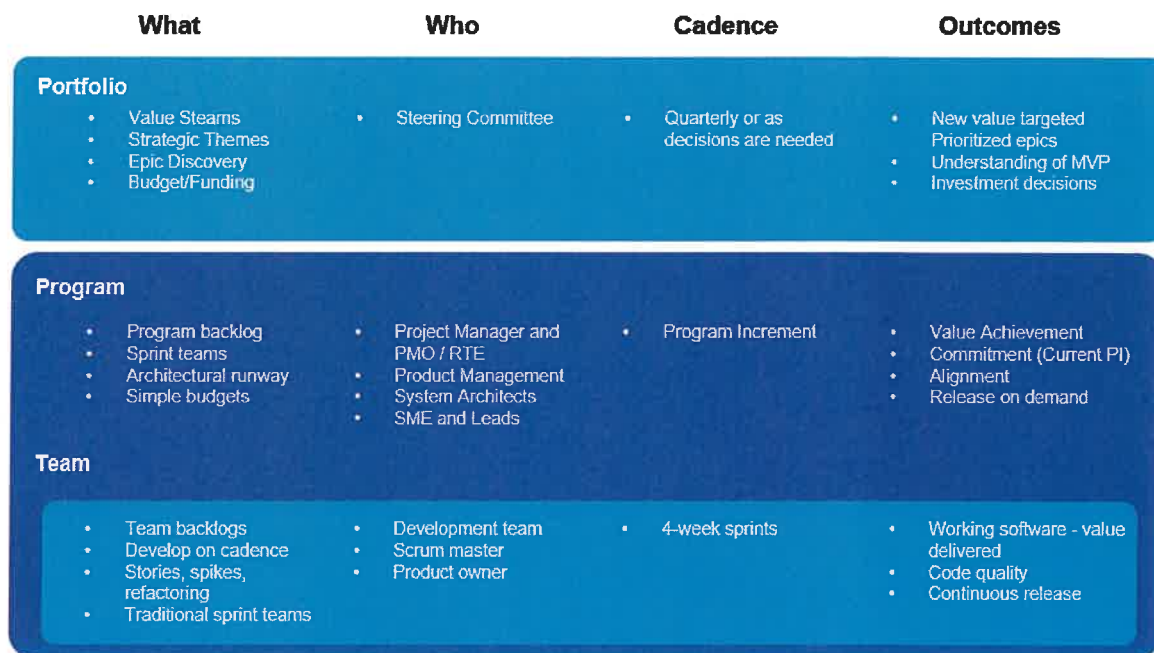 What
Who
Cadence
Outcomes
Portfolio
• Value Steams
• Strategic Themes
• Epic Discovery
• Budget/Funding
• Steering Committee
• Quarterly or as
decisions are needed
• New value targeted
• Prioritized epics
• Understanding of MVP
• Investment decisions
Program
• Program backlog
• Sprint teams
• Architectural runway
• Simple budgets
• Project Manager and
PMO / RTE
• Product Management
• System Architects
• SME and Leads
• Program Increment
• Value Achievement
• Commitment (Current PI)
• Alignment
• Release on demand
Team
• Team backlogs
• Develop on cadence
• Stories, spikes,
refactoring
• Traditional sprint teams
• Development team
• Scrum master
• Product owner
• 4-week sprints
• Working software - value
delivered
• Code quality
• Continuous release